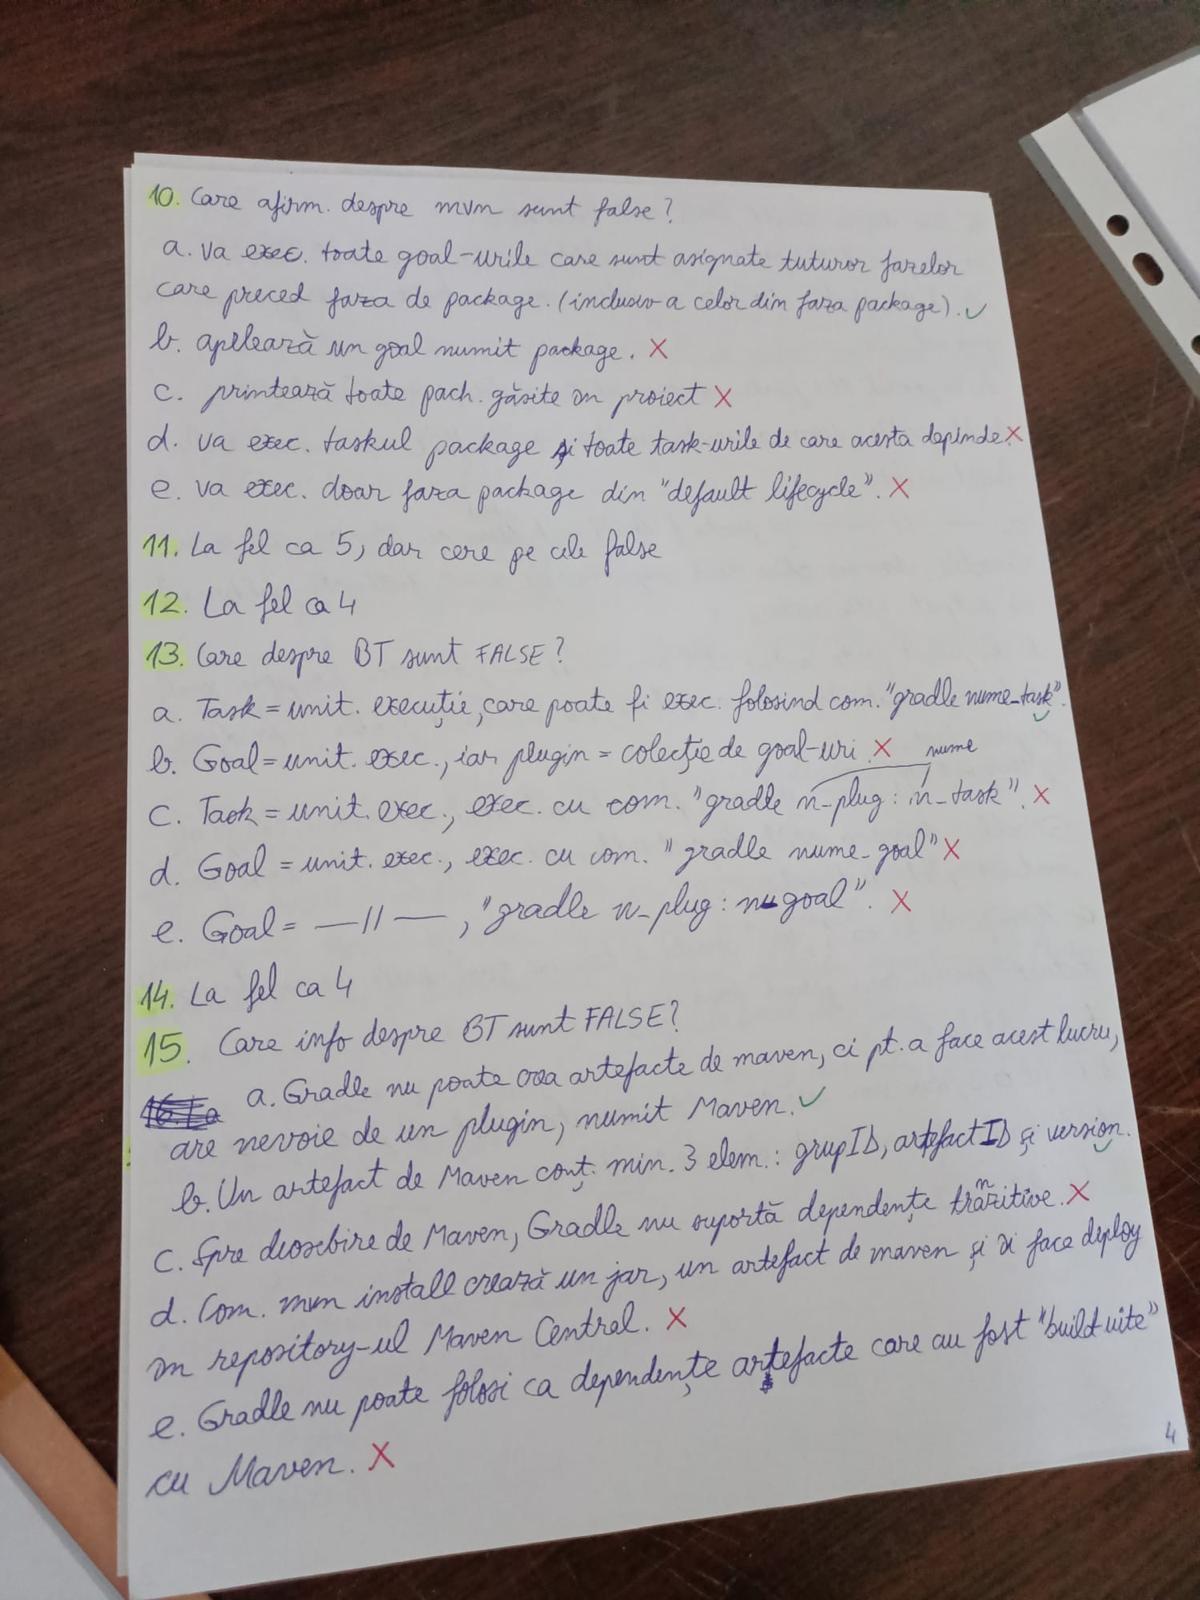 10. Care afirm. despre mvn sunt false?
a. va exec. toate goal-urile care sunt asignate tuturor fazelor
care preced faza de package. (inclusiv a celor din faza package). ✓
b. apelează un goal numit package. X
c. printează toate pach. găsite în proiect X
d. va exec. taskul package și toate task-urile de care acesta depinde X
e. va exec. doar faza package din "default lifecycle". X
11. La fel ca 5, dar cere pe cele false
12. La fel ca 4
13. Care despre BT sunt FALSE?
a. Task = unit. execuție, care poate fi exec. folosind com. "gradle nume_task". ✓
b. Goal = unit. exec., iar plugin = colecție de goal-uri. X nume
c. Task = unit. exec., exec. cu com. "gradle n_plug: n_task". X
d. Goal = unit. exec., exec. cu com. "gradle nume_goal" X
e. Goal = —//—, "gradle n_plug: n_goal". X
14. La fel ca 4
15. Care info despre BT sunt FALSE?
16. La a. Gradle nu poate crea artefacte de maven, ci pt. a face acest lucru,
are nevoie de un plugin, numit Maven. ✓
b. Un artefact de Maven conț. min. 3 elem.: grupID, artefactID și version. ✓
c. Spre deosebire de Maven, Gradle nu suportă dependențe tranzitive. X
d. Com. mvn install crează un jar, un artefact de maven și îi face deploy
în repository-ul Maven Central. X
e. Gradle nu poate folosi ca dependențe artefacte care au fost "build-uite"
cu Maven. X
4